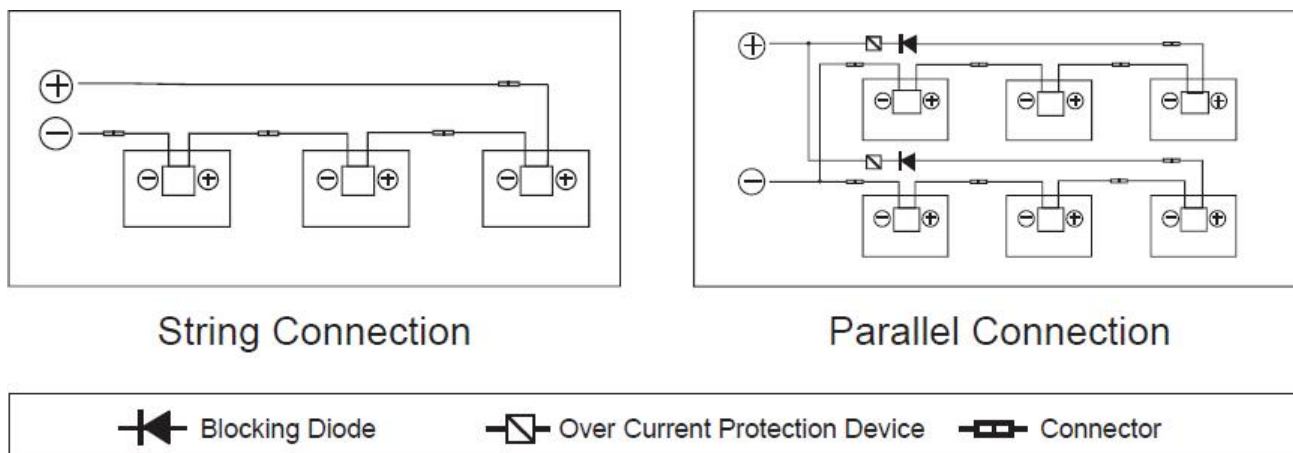 String Connection
Parallel Connection
Blocking Diode
Over Current Protection Device
Connector